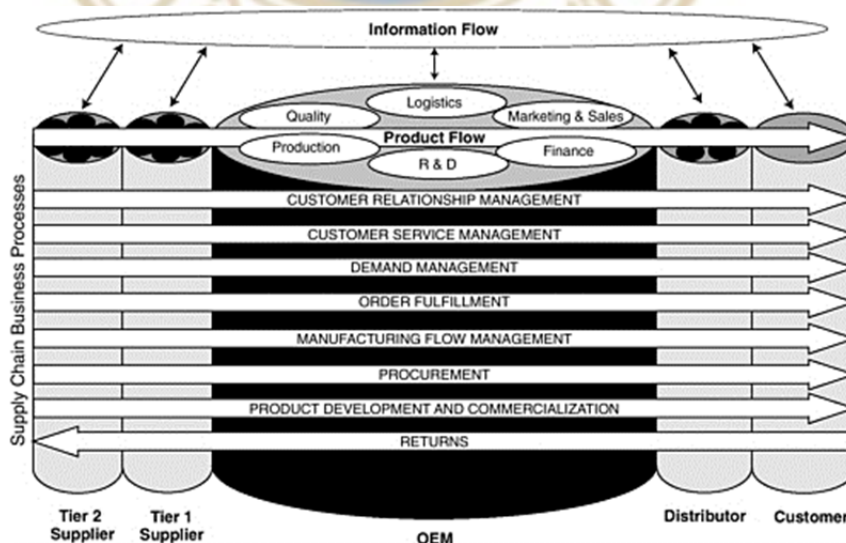 Information Flow
Logistics
Quality
Marketing & Sales
Product Flow
Production
Finance
R & D
CUSTOMER RELATIONSHIP MANAGEMENT
CUSTOMER SERVICE MANAGEMENT
DEMAND MANAGEMENT
ORDER FULFILLMENT
MANUFACTURING FLOW MANAGEMENT
PROCUREMENT
PRODUCT DEVELOPMENT AND COMMERCIALIZATION
RETURNS
Supply Chain Business Processes
Tier 2
Supplier
Tier 1
Supplier
OEM
Distributor
Customer